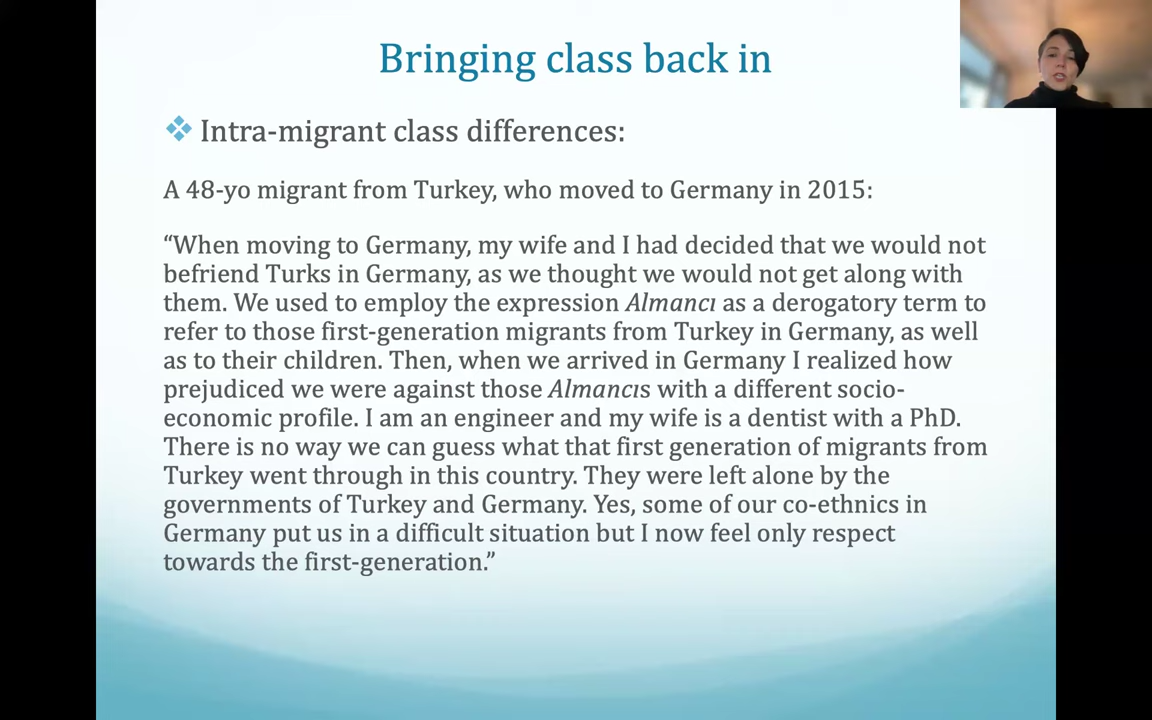 Bringing class back in
Intra-migrant class differences:
A 48-yo migrant from Turkey, who moved to Germany in 2015:
“When moving to Germany, my wife and I had decided that we would not
befriend Turks in Germany, as we thought we would not get along with
them. We used to employ the expression Almancı as a derogatory term to
refer to those first-generation migrants from Turkey in Germany, as well
as to their children. Then, when we arrived in Germany I realized how
prejudiced we were against those Almancıs with a different socio-
economic profile. I am an engineer and my wife is a dentist with a PhD.
There is no way we can guess what that first generation of migrants from
Turkey went through in this country. They were left alone by the
governments of Turkey and Germany. Yes, some of our co-ethnics in
Germany put us in a difficult situation but I now feel only respect
towards the first-generation.”